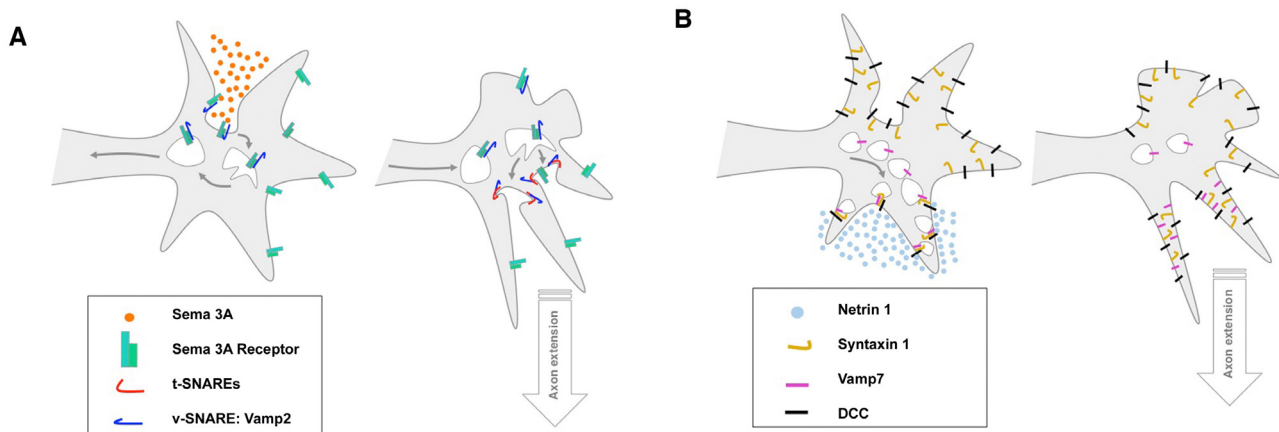 A
Sema 3A
Sema 3A Receptor
t-SNAREs
v-SNARE: Vamp2
Axon extension
B
Netrin 1
Syntaxin 1
Vamp7
DCC
Axon extension